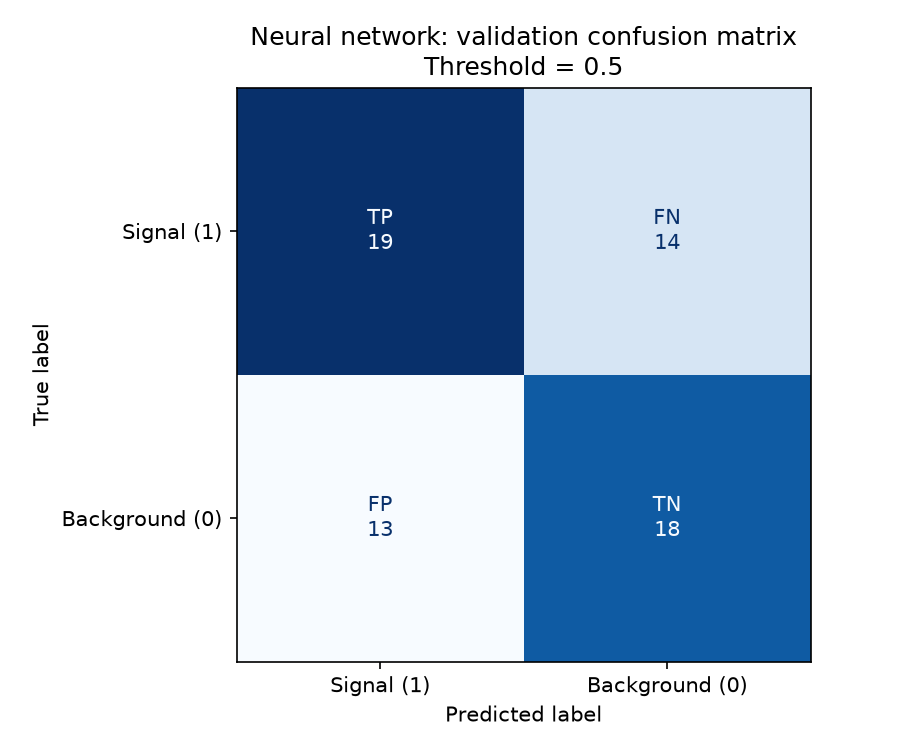 Neural network: validation confusion matrix
Threshold = 0.5
TP
19
FN
14
Signal (1)
True label
FP
13
TN
18
Background (0)
Signal (1)
Background (0)
Predicted label